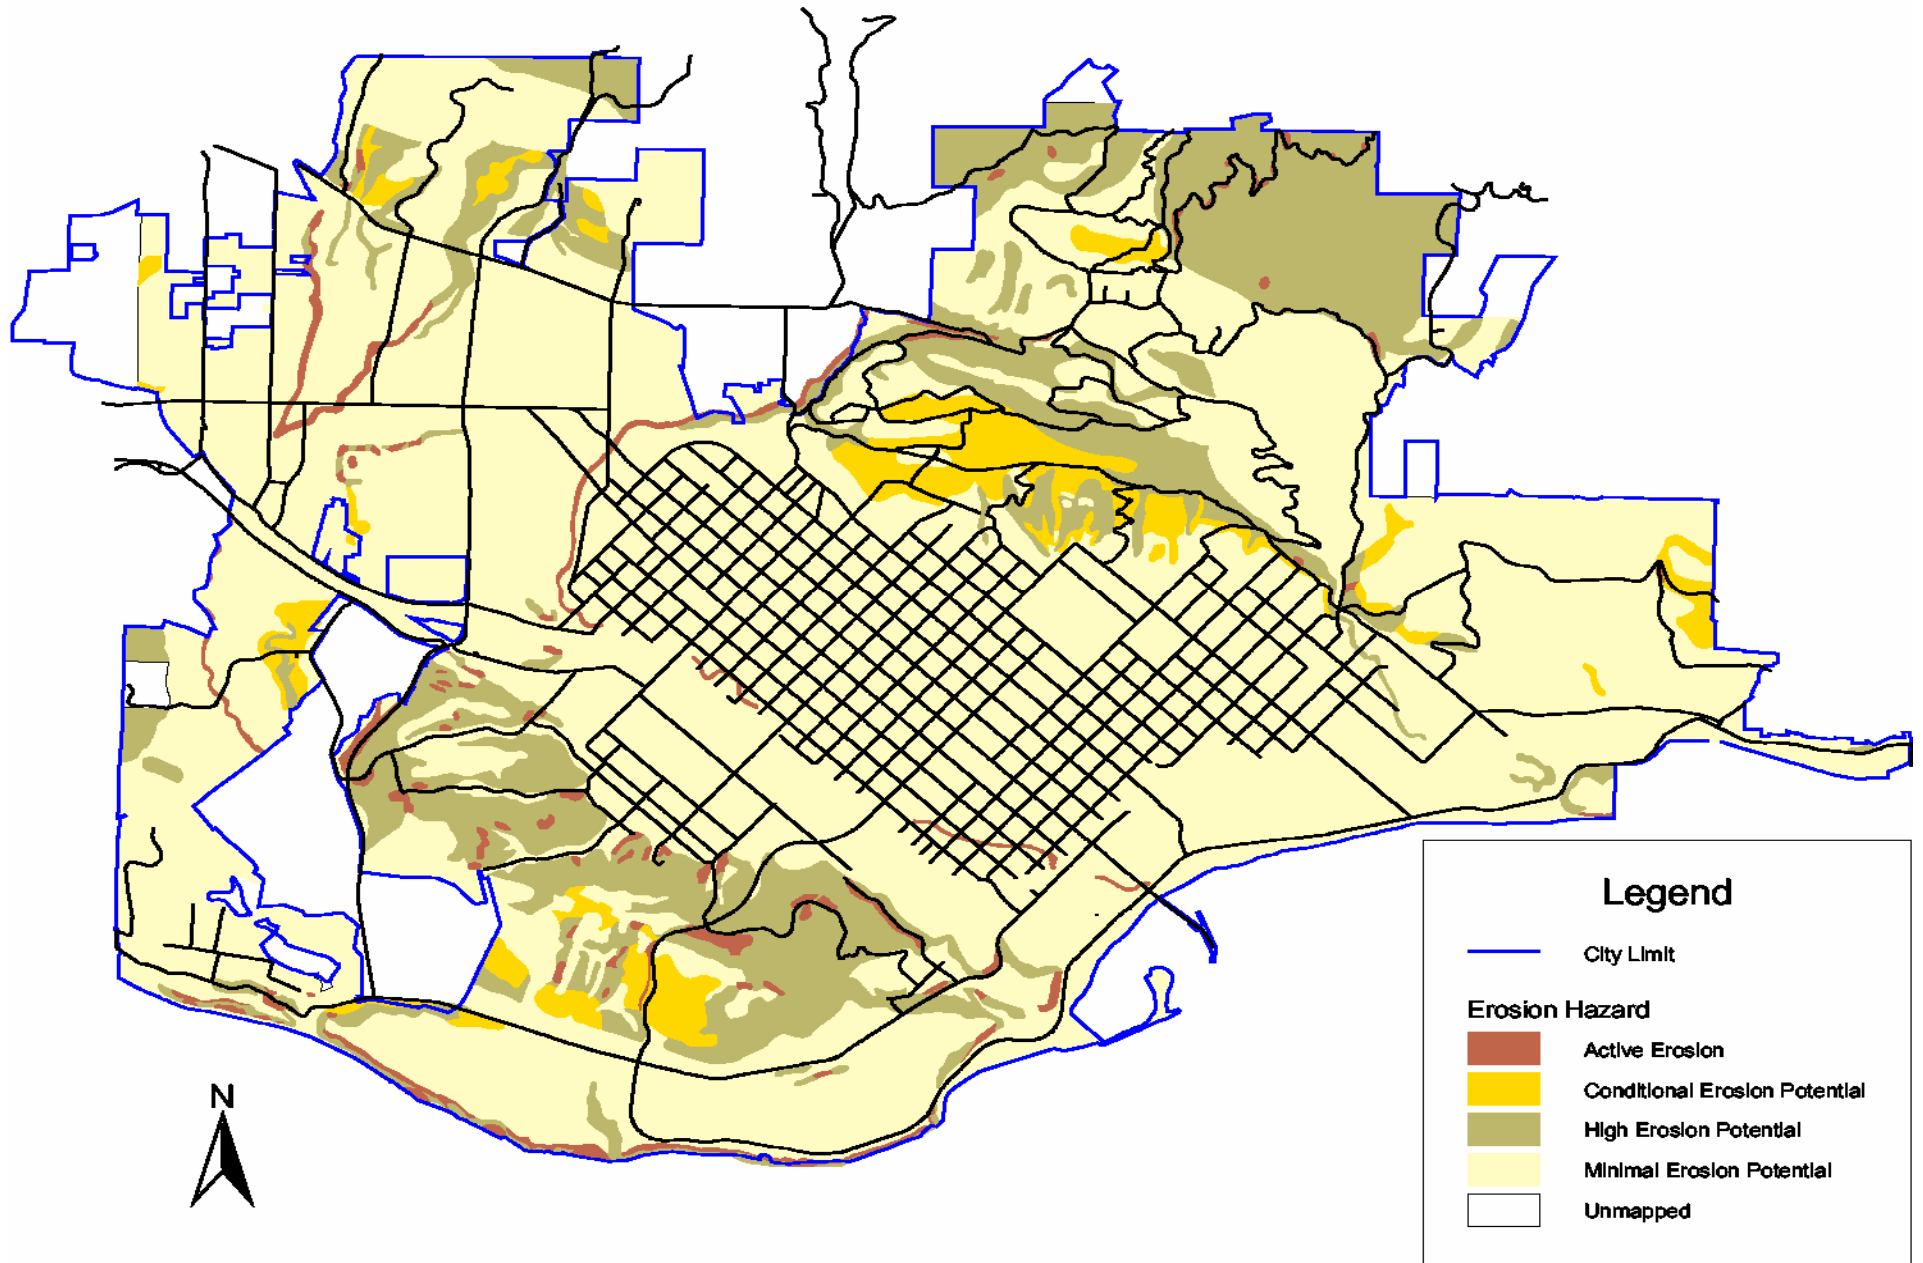 N
Legend
City Limit
Erosion Hazard
Active Erosion
Conditional Erosion Potential
High Erosion Potential
Minimal Erosion Potential
Unmapped